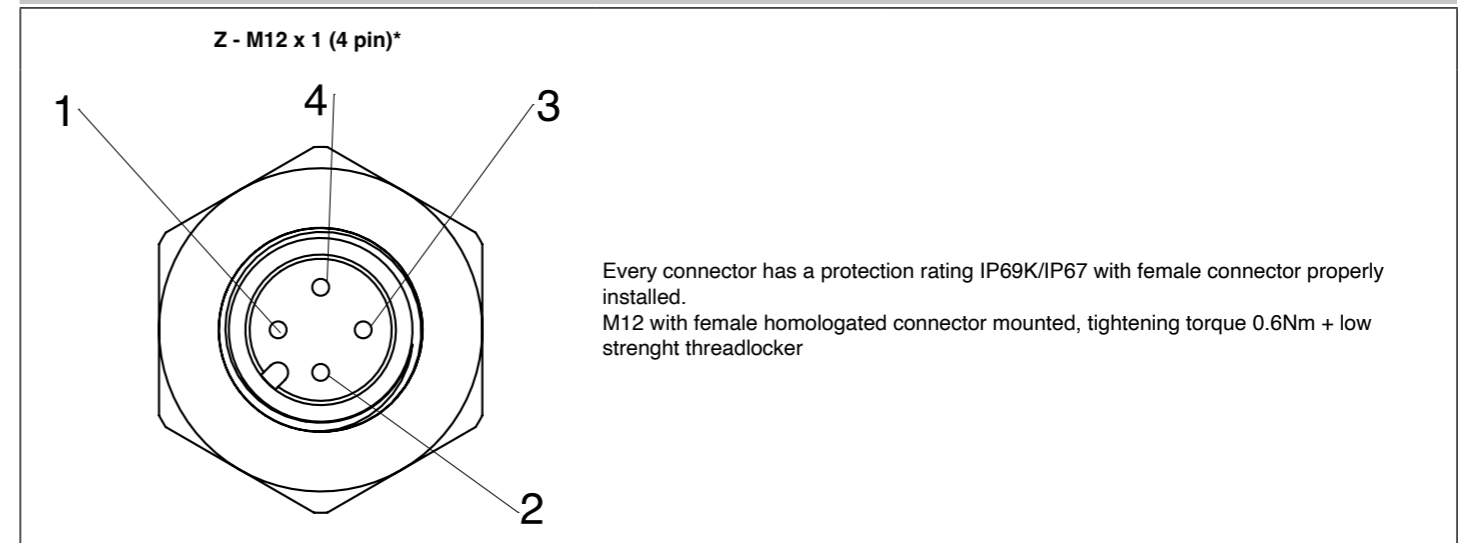 Z - M12 x 1 (4 pin)*
1
4
3
Every connector has a protection rating IP69K/IP67 with female connector properly
installed.
M12 with female homologated connector mounted, tightening torque 0.6Nm + low
strenght threadlocker
2